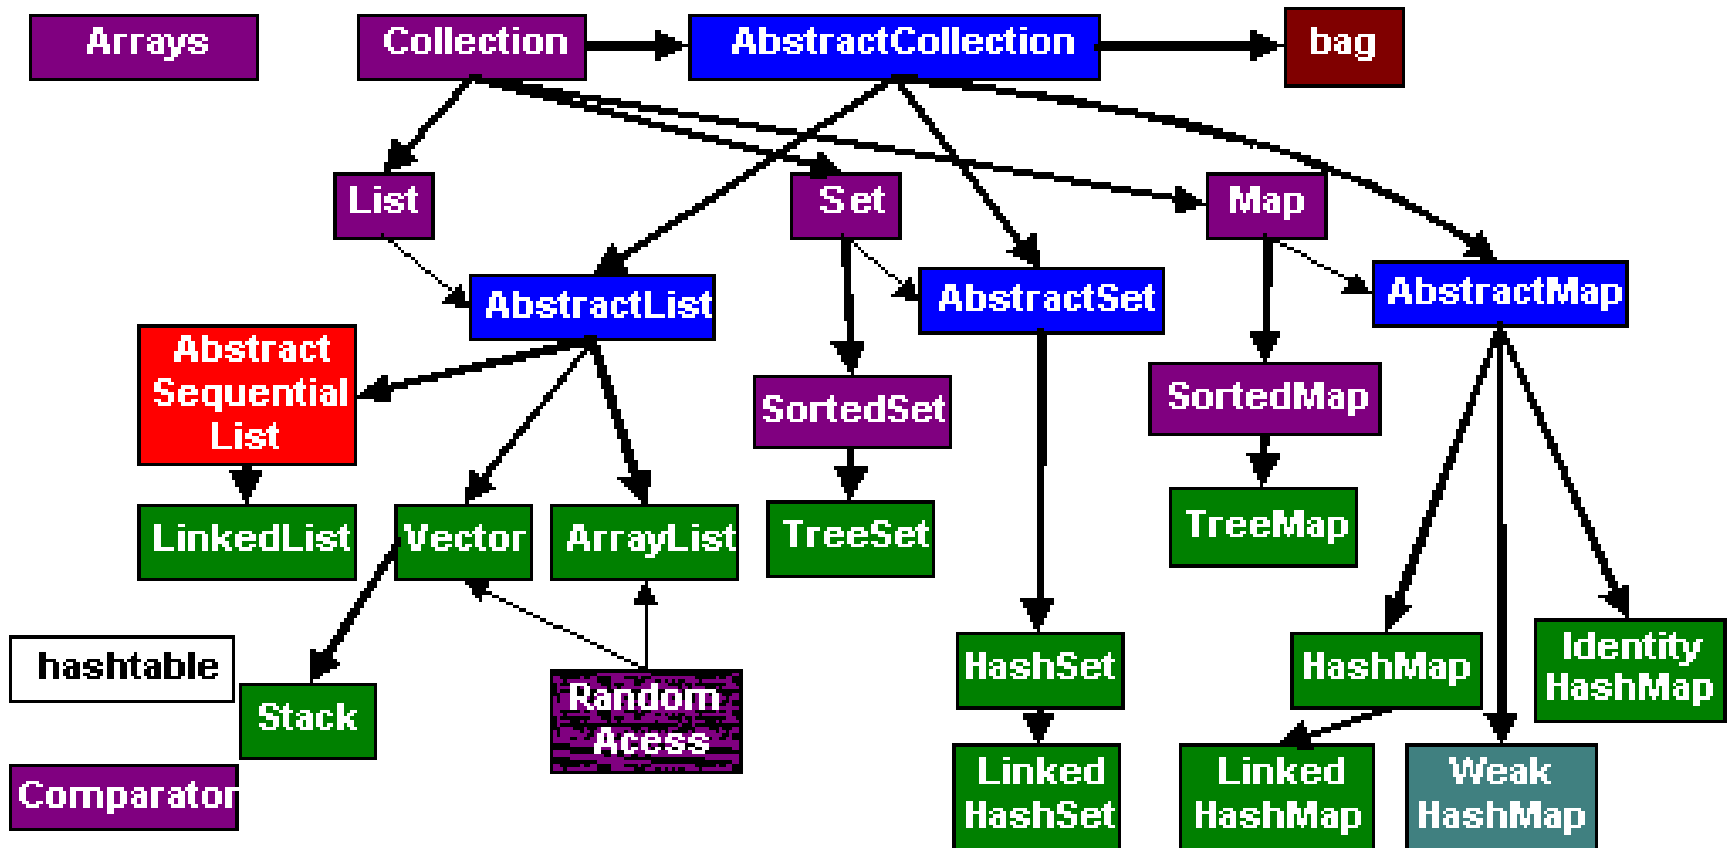 Arrays
Collection
AbstractCollection
bag
List
Set
Map
AbstractList
AbstractSet
AbstractMap
Abstract
Sequential
List
SortedSet
SortedMap
LinkedList
Vector
ArrayList
TreeSet
TreeMap
hashtable
Stack
Random
Acess
HashSet
HashMap
Identity
HashMap
Comparator
Linked
HashSet
Linked
HashMap
Weak
HashMap